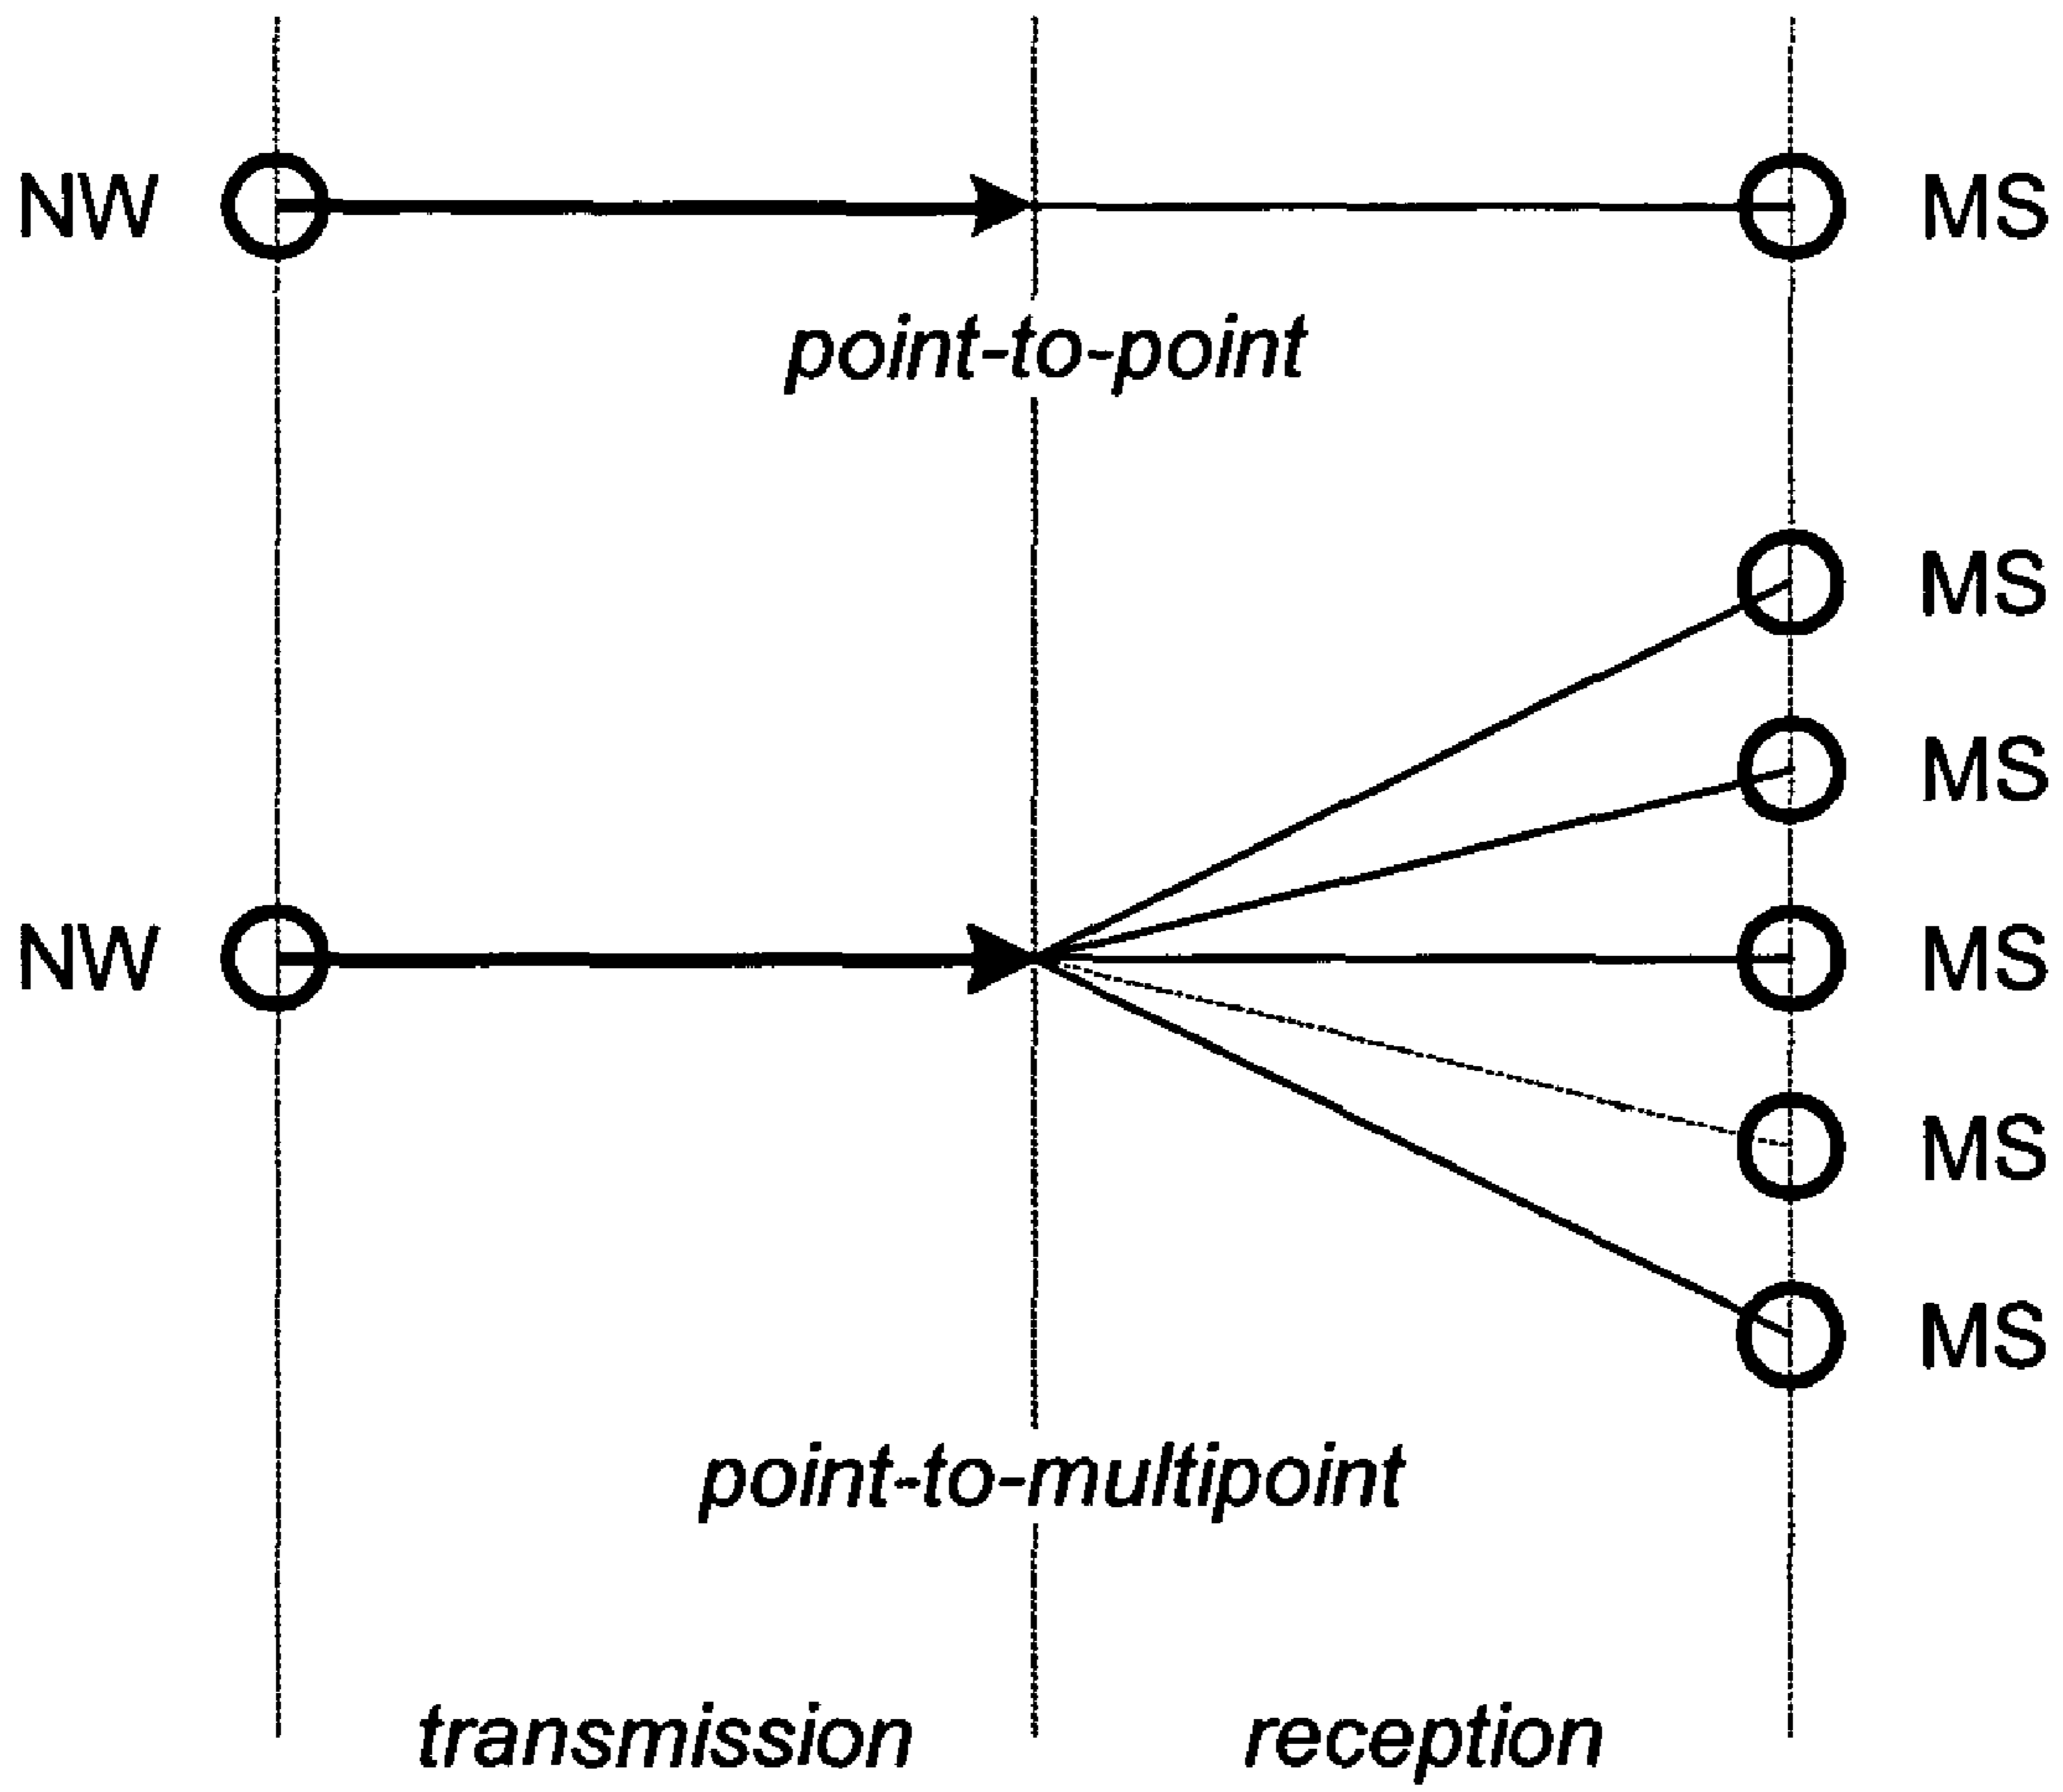 NW MS
point-to-point
MS
MS
NW MS
MS
MS
point-to-multipoint
transmission reception